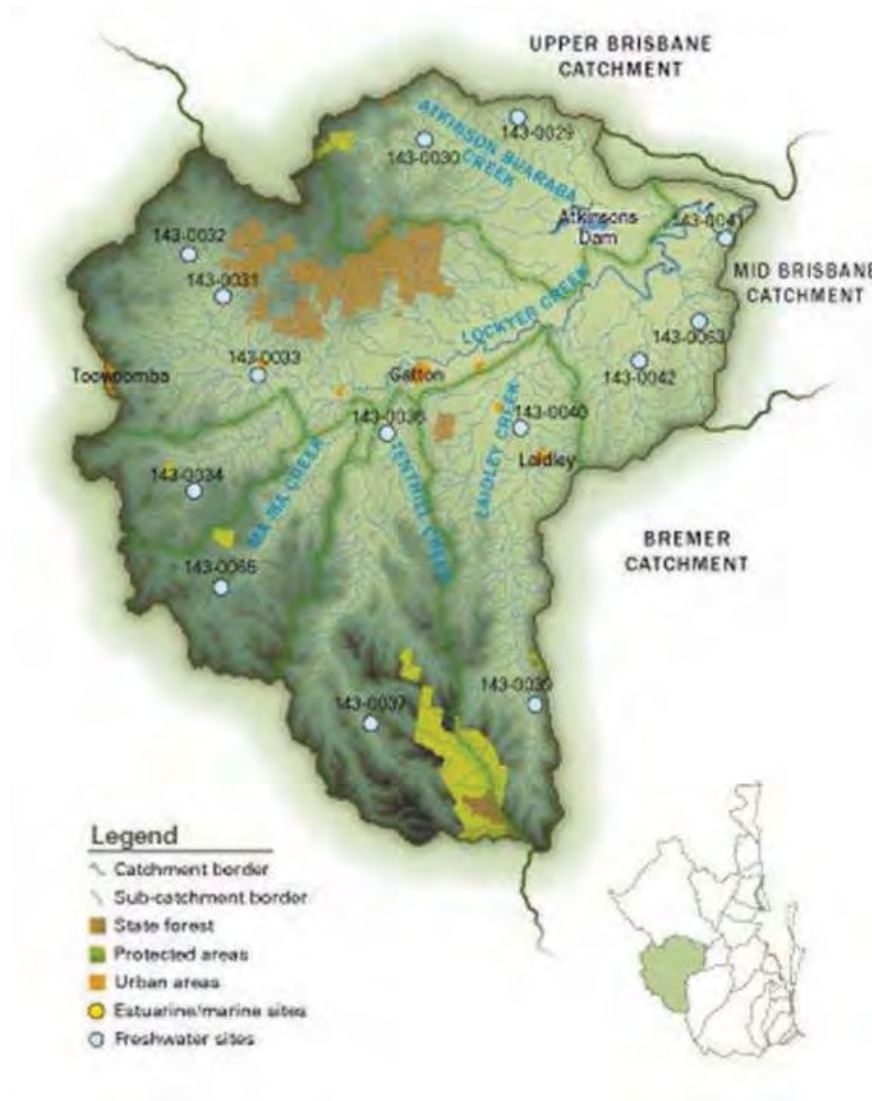 UPPER BRISBANE
CATCHMENT
ATKINSON BUARABA
CREEK
143-0029
143-0030
Atkinsons
Dam
143-0041
143-0032
143-0031
MID BRISBANE
CATCHMENT
LOCKYER CREEK
143-0063
143-0033
143-0042
Toowoomba
Gatton
143-0036
143-0040
LAIDLEY CREEK
Laidley
TENTHILL CREEK
MA MA CREEK
143-0034
BREMER
CATCHMENT
143-0066
143-0039
143-0037
Legend
Catchment border
Sub-catchment border
State forest
Protected areas
Urban areas
Estuarine/marine sites
Freshwater sites